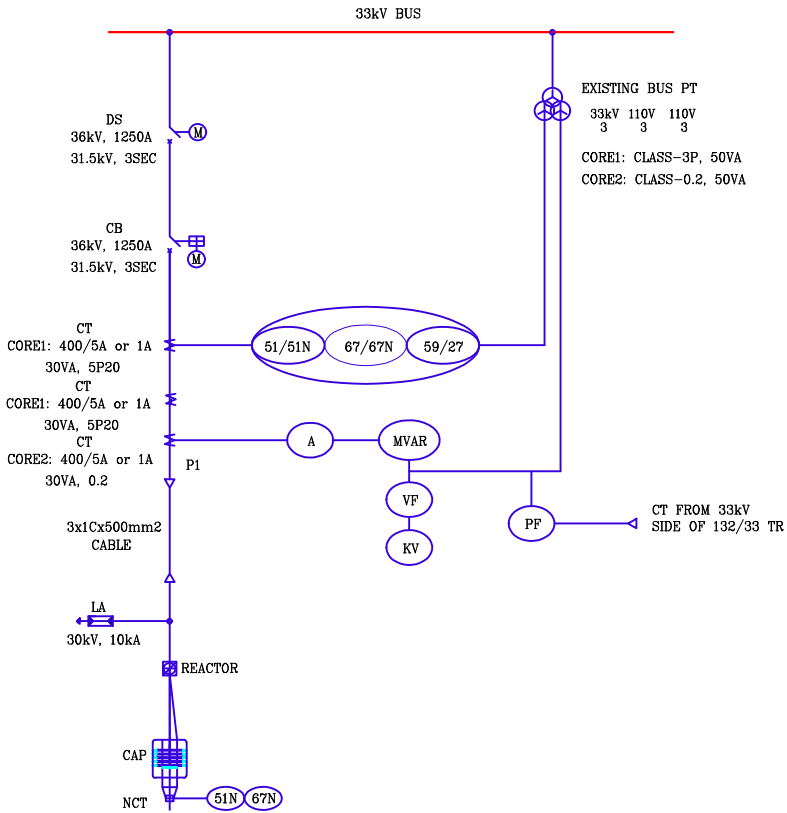 33kV BUS
EXISTING BUS PT
33kV 110V 110V
3 3 3
CORE1: CLASS-3P, 50VA
CORE2: CLASS-0.2, 50VA
DS
36kV, 1250A
31.5kV, 3SEC
M
CB
36kV, 1250A
31.5kV, 3SEC
M
CT
CORE1: 400/5A or 1A
30VA, 5P20
51/51N
67/67N
59/27
CT
CORE1: 400/5A or 1A
30VA, 5P20
CT
CORE2: 400/5A or 1A
30VA, 0.2
P1
A
MVAR
VF
KV
PF
CT FROM 33kV
SIDE OF 132/33 TR
3x1Cx500mm2
CABLE
LA
30kV, 10kA
REACTOR
CAP
NCT
51N
67N